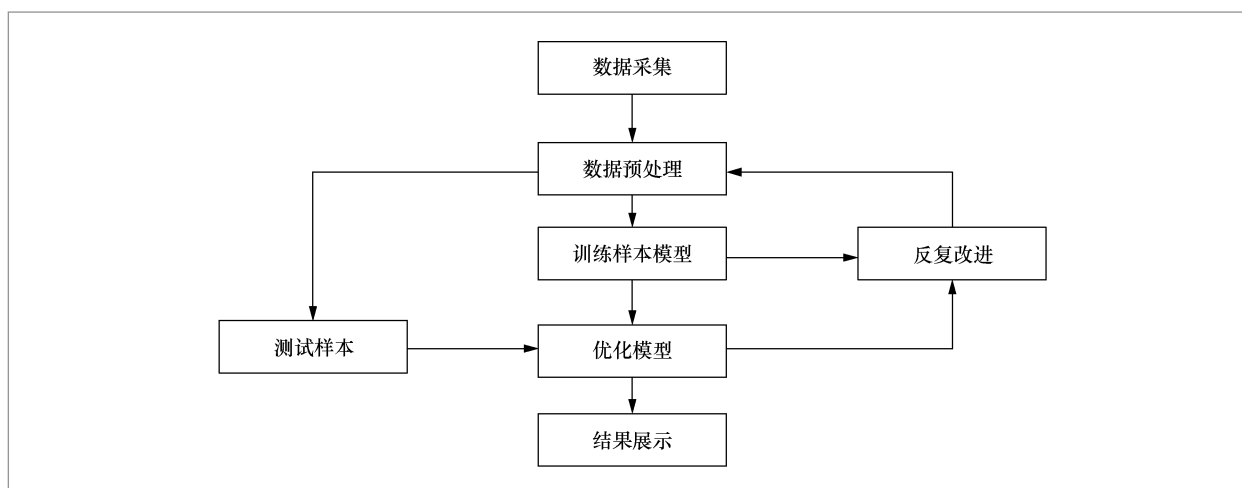 数据采集
数据预处理
训练样本模型
反复改进
测试样本
优化模型
结果展示